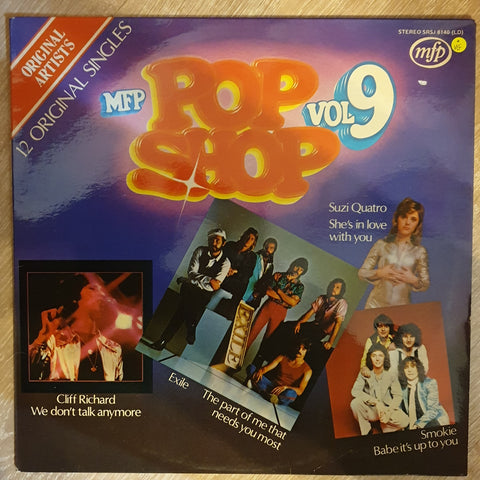 STEREO SRSJ 8140 (LO)
mfp
ORIGINAL
ARTISTS
12 ORIGINAL SINGLES
MFP
POP
SHOP
VOL 9
Suzi Quatro
She's in love
with you
Cliff Richard
We don't talk anymore
EXILE
Exile
The part of me that
needs you most
Smokie
Babe it's up to you